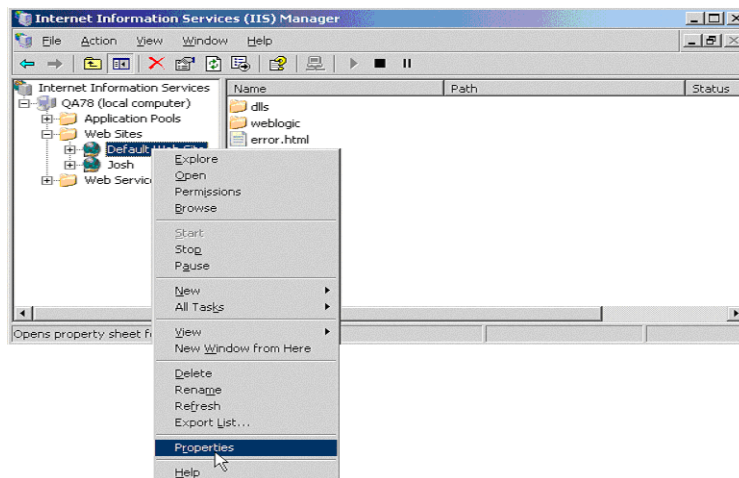 Internet Information Services (IIS) Manager
File Action View Window Help
Internet Information Services
Name Path Status
QA78 (local computer)
Application Pools
Web Sites
Default Web Site
Josh
Web Servic
dlls
weblogic
error.html
Explore
Open
Permissions
Browse
Start
Stop
Pause
New
All Tasks
View
New Window from Here
Delete
Rename
Refresh
Export List...
Properties
Help
Opens property sheet f